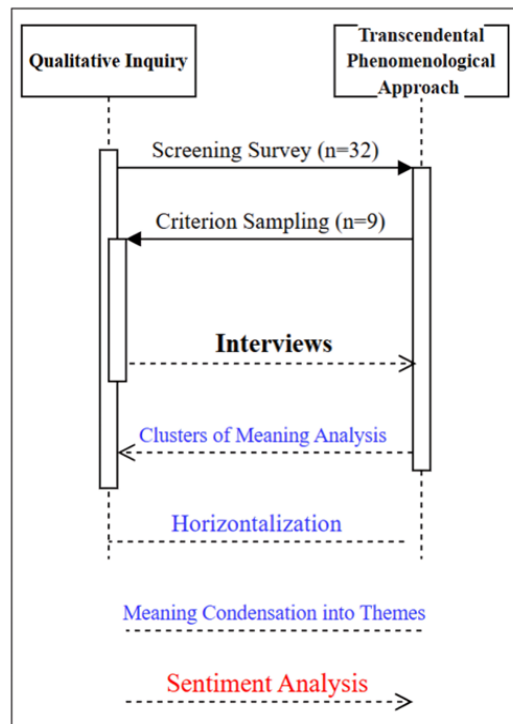 Qualitative Inquiry
Transcendental
Phenomenological
Approach
Screening Survey (n=32)
Criterion Sampling (n=9)
Interviews
Clusters of Meaning Analysis
Horizontalization
Meaning Condensation into Themes
Sentiment Analysis